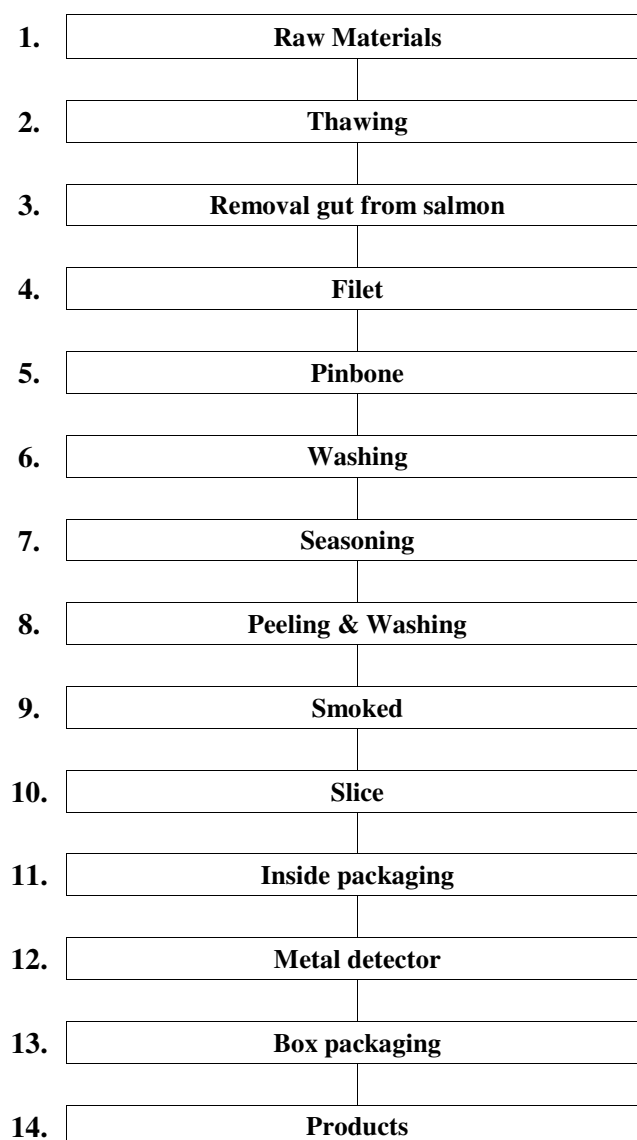 1. Raw Materials
2. Thawing
3. Removal gut from salmon
4. Filet
5. Pinbone
6. Washing
7. Seasoning
8. Peeling & Washing
9. Smoked
10. Slice
11. Inside packaging
12. Metal detector
13. Box packaging
14. Products